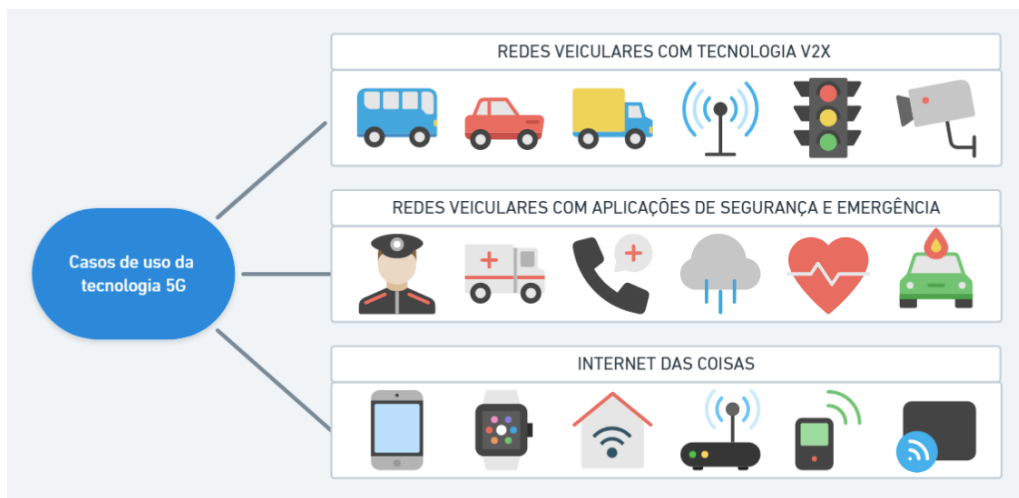 REDES VEICULARES COM TECNOLOGIA V2X
REDES VEICULARES COM APLICAÇÕES DE SEGURANÇA E EMERGÊNCIA
Casos de uso da
tecnologia 5G
INTERNET DAS COISAS